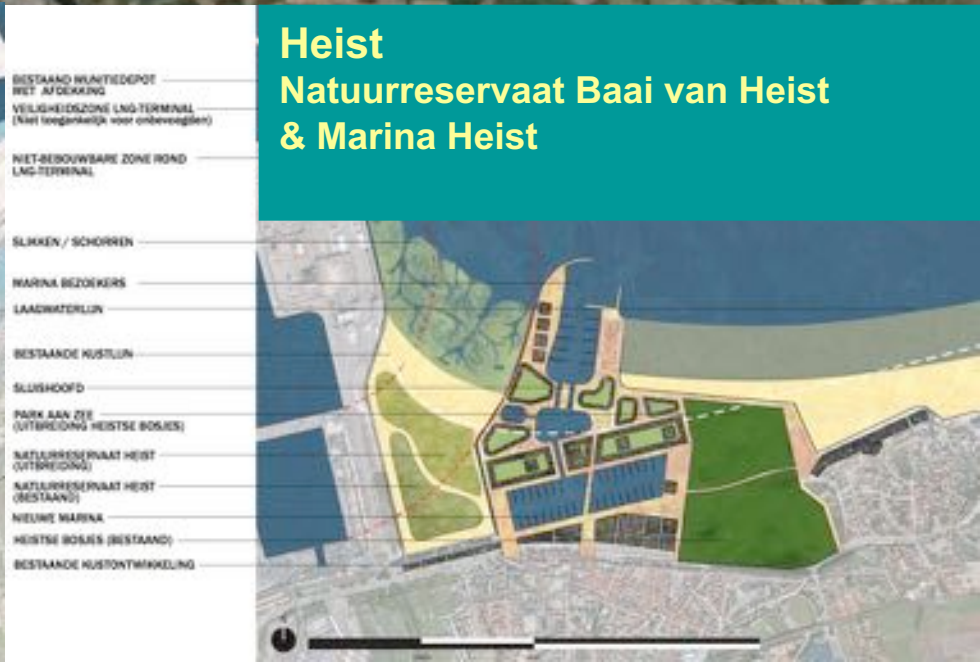 Heist
Natuurreservaat Baai van Heist
& Marina Heist
BESTAAND MUNITIEDEPOT
MET AFDEKKING
VEILIGHEIDSZONE LNG-TERMINAL
(Niet toegankelijk voor onbevoegden)
NIET-BEBOUWBARE ZONE ROND
LNG-TERMINAL
SLIKKEN / SCHORREN
MARINA BEZOEKERS
LAAGWATERLIJN
BESTAANDE KUSTLIJN
SLUISHOOFD
PARK AAN ZEE
(UITBREIDING HEISTSE BOSJES)
NATUURRESERVAAT HEIST
(UITBREIDING)
NATUURRESERVAAT HEIST
(BESTAAND)
NIEUWE MARINA
HEISTSE BOSJES (BESTAAND)
BESTAANDE KUSTONTWIKKELING